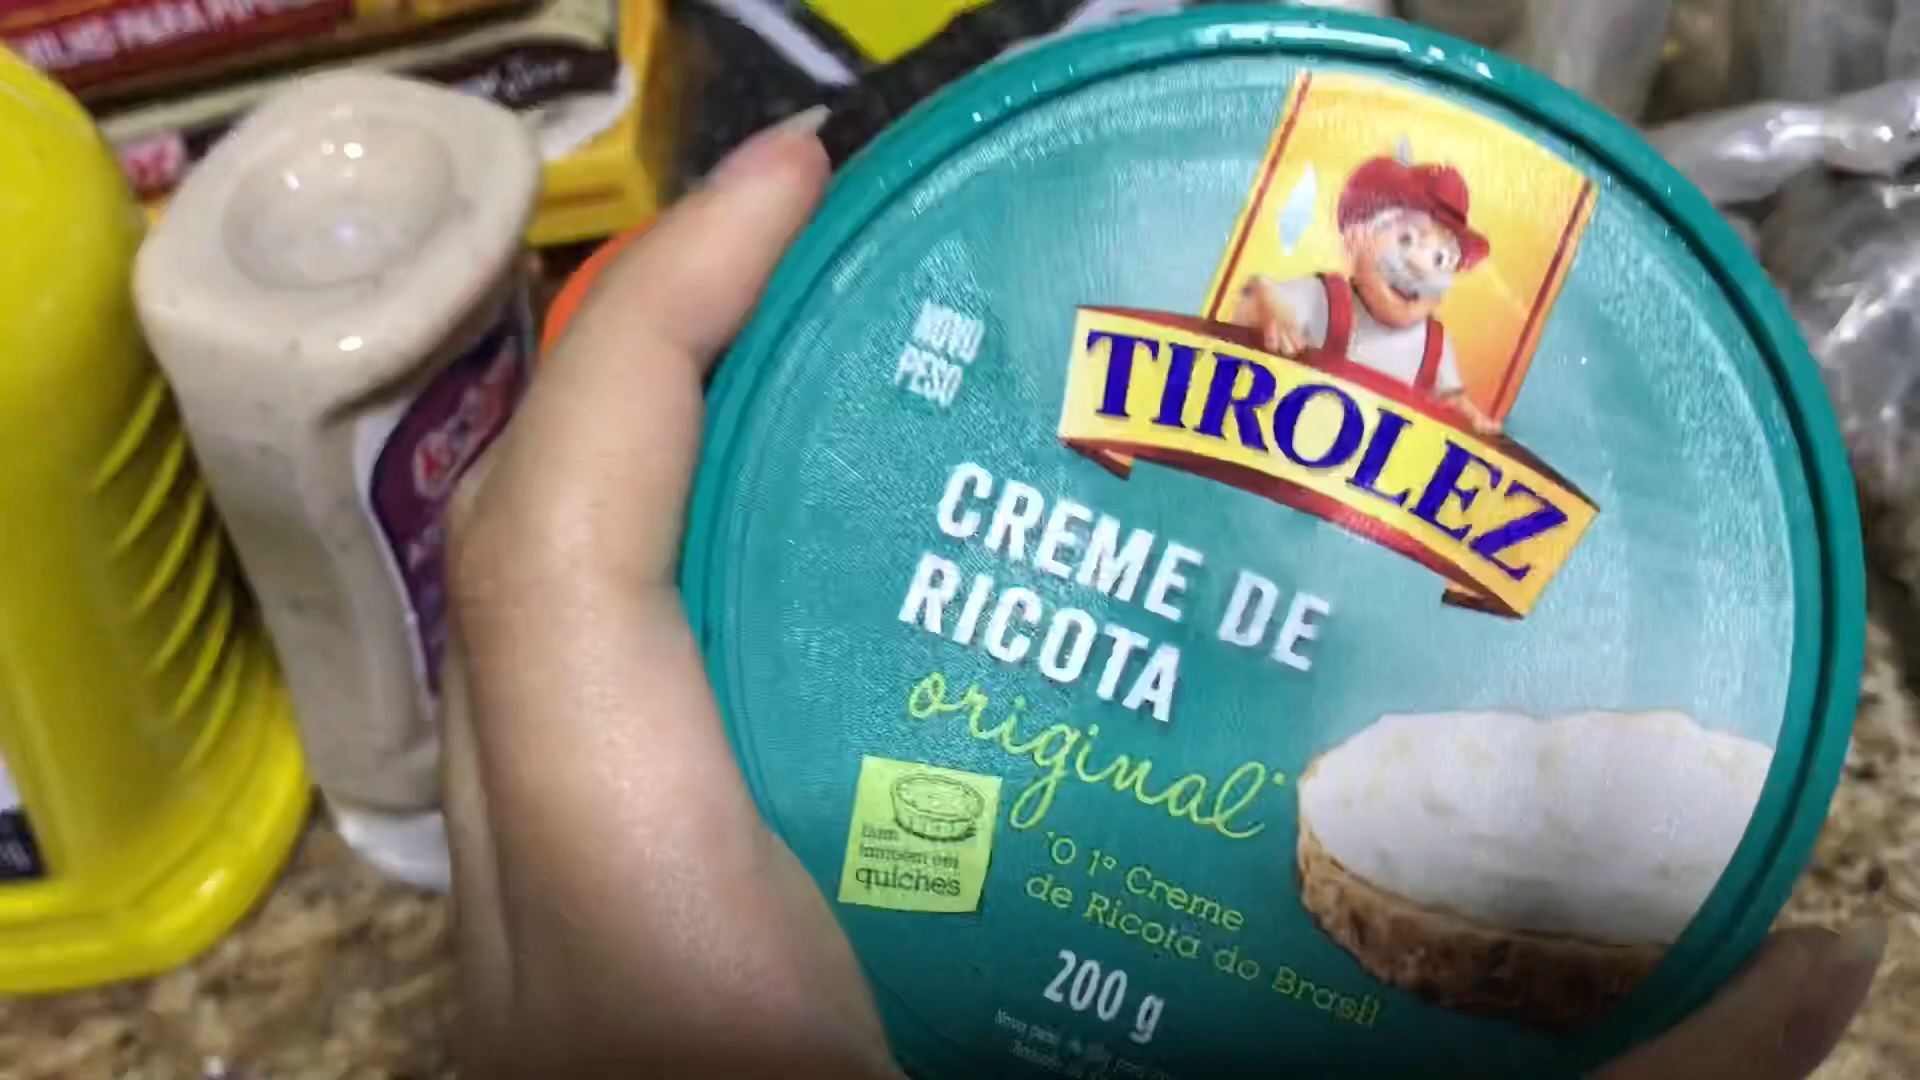 NOVO
PESO
TIROLEZ
CREME DE
RICOTA
original*
Bom
também em
quiches
*O 1º Creme
de Ricota do Brasil
200 g